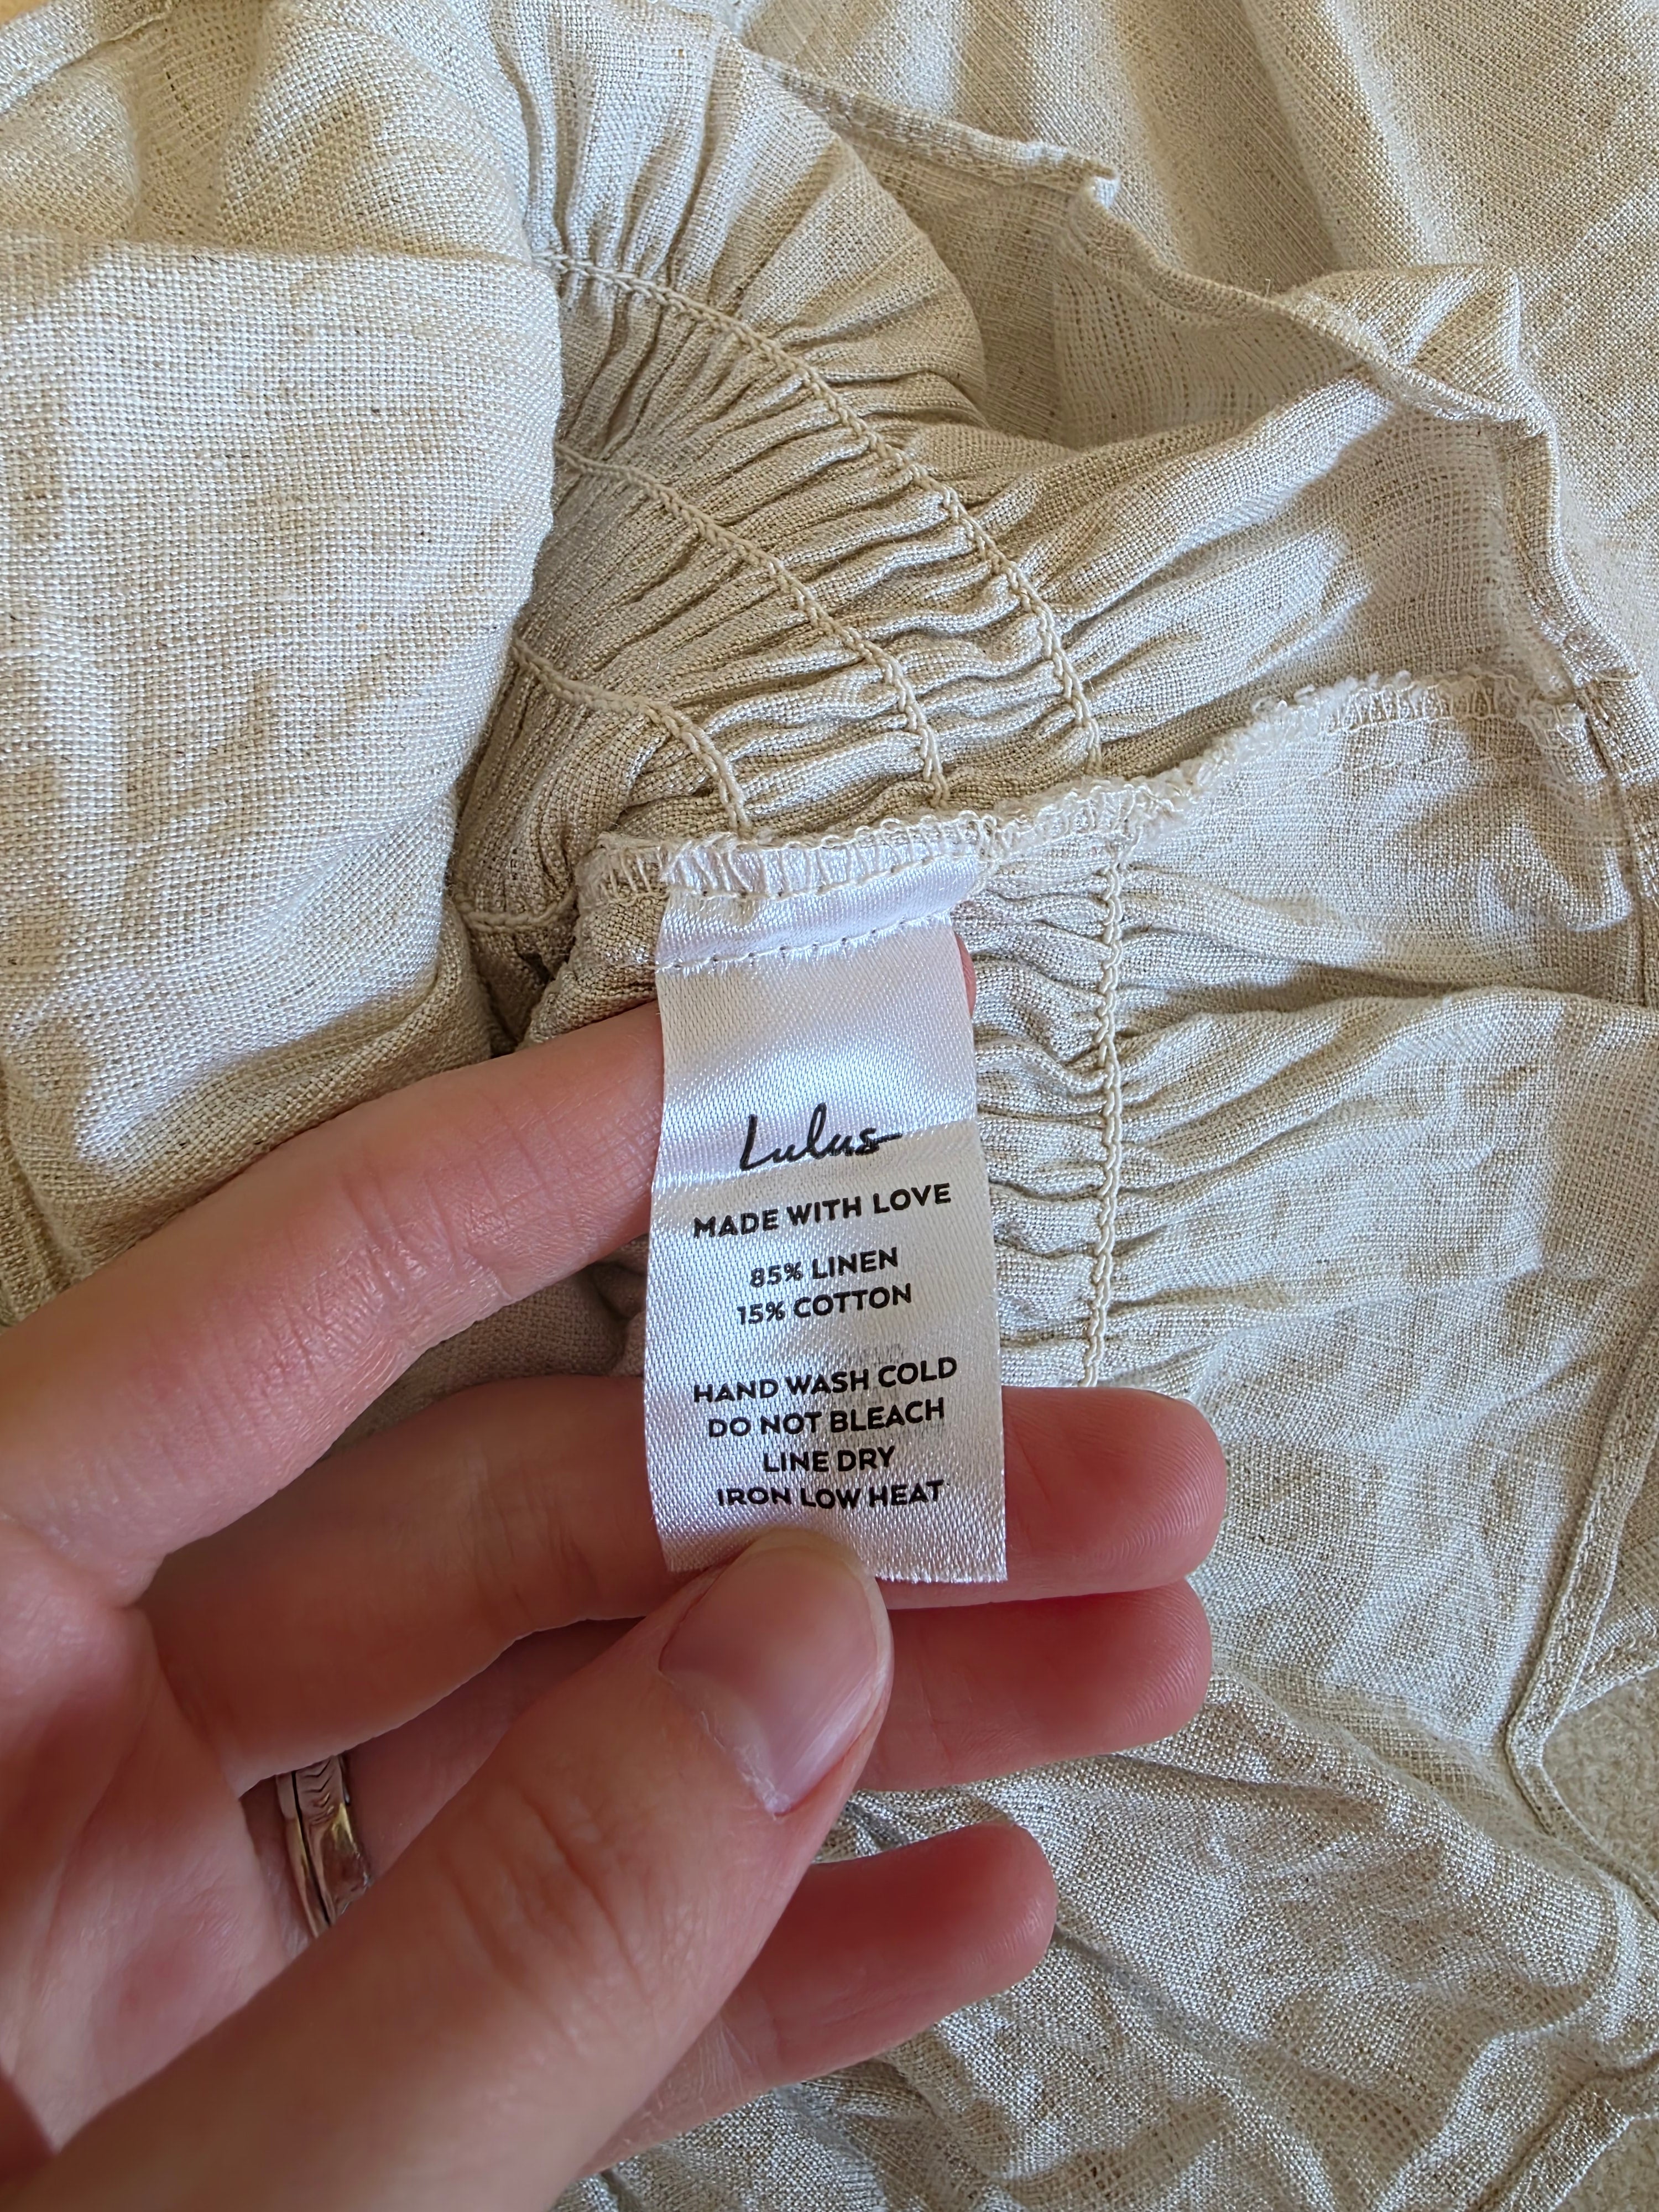 Lulus
MADE WITH LOVE
85% LINEN
15% COTTON
HAND WASH COLD
DO NOT BLEACH
LINE DRY
IRON LOW HEAT